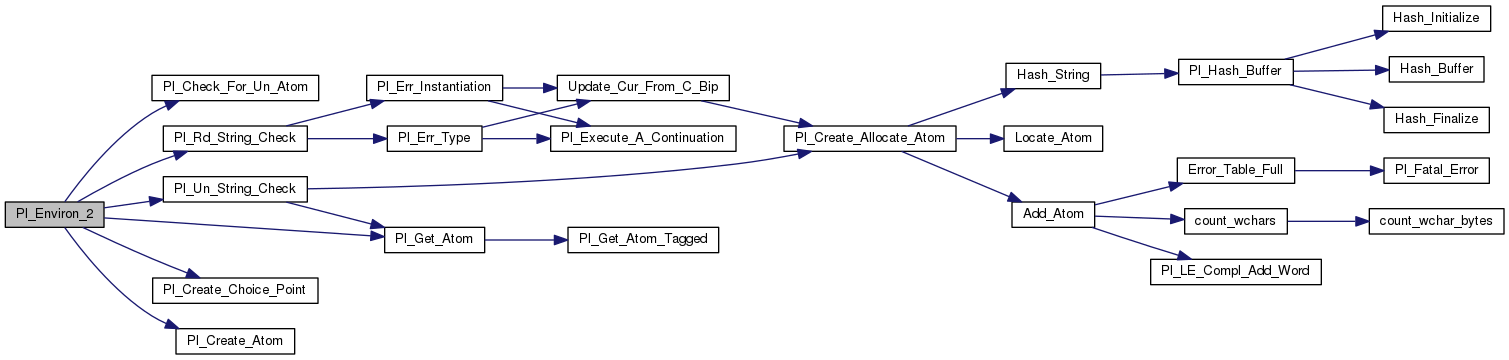 Pl_Environ_2
Pl_Check_For_Un_Atom
Pl_Rd_String_Check
Pl_Un_String_Check
Pl_Get_Atom
Pl_Create_Choice_Point
Pl_Create_Atom
Pl_Err_Instantiation
Pl_Err_Type
Pl_Get_Atom_Tagged
Update_Cur_From_C_Bip
Pl_Execute_A_Continuation
Pl_Create_Allocate_Atom
Hash_String
Locate_Atom
Add_Atom
Pl_Hash_Buffer
Error_Table_Full
count_wchars
Pl_LE_Compl_Add_Word
Hash_Initialize
Hash_Buffer
Hash_Finalize
Pl_Fatal_Error
count_wchar_bytes